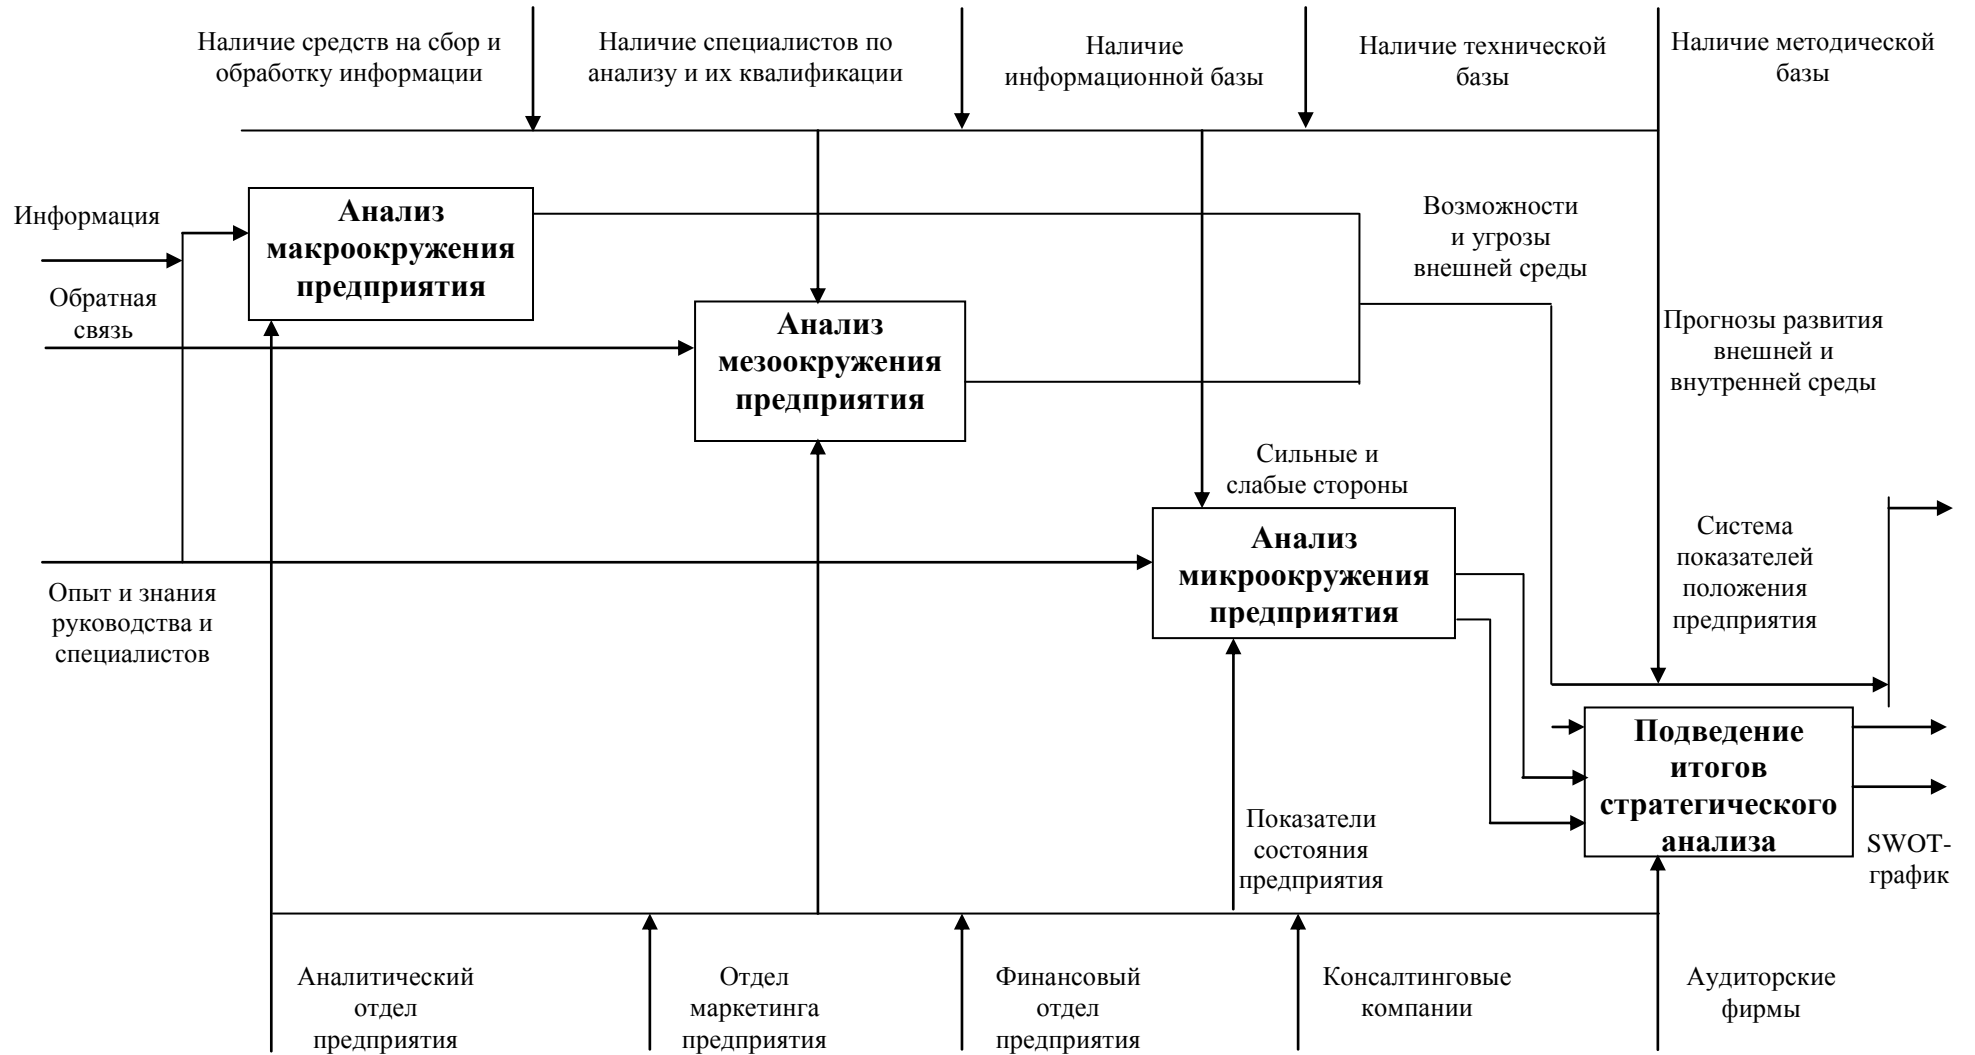 Наличие средств на сбор и
обработку информации
Наличие специалистов по
анализу и их квалификации
Наличие
информационной базы
Наличие технической
базы
Наличие методической
базы
Информация
Анализ
макроокружения
предприятия
Возможности
и угрозы
внешней среды
Обратная
связь
Анализ
мезоокружения
предприятия
Прогнозы развития
внешней и
внутренней среды
Сильные и
слабые стороны
Анализ
микроокружения
предприятия
Система
показателей
положения
предприятия
Опыт и знания
руководства и
специалистов
Подведение
итогов
стратегического
анализа
Показатели
состояния
предприятия
SWOT-
график
Аналитический
отдел
предприятия
Отдел
маркетинга
предприятия
Финансовый
отдел
предприятия
Консалтинговые
компании
Аудиторские
фирмы